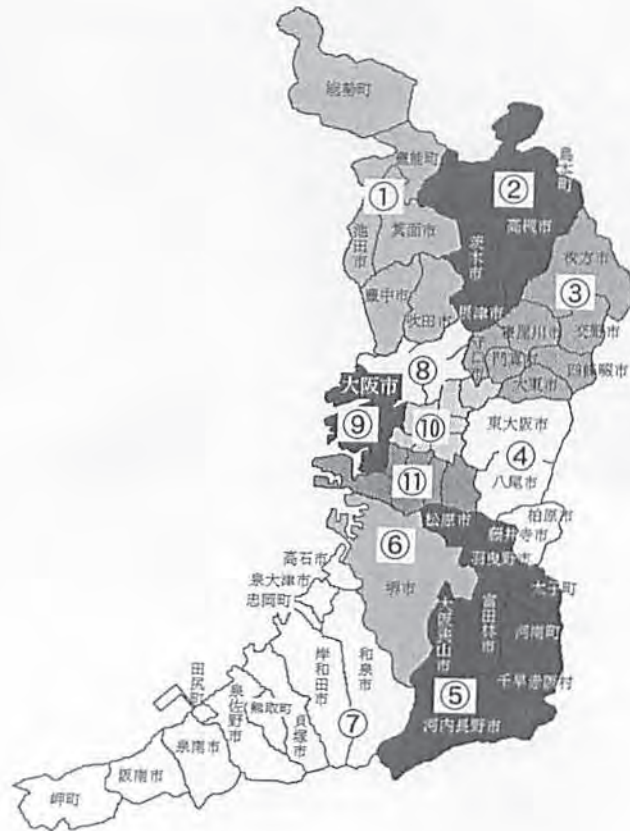 能勢町
豊能町
島本町
①
②
高槻市
池田市
箕面市
茨木市
枚方市
③
豊中市
吹田市
摂津市
寝屋川市
交野市
守口市
門真市
四條畷市
大東市
⑧
大阪市
⑨
⑩
東大阪市
④
八尾市
⑪
柏原市
松原市
藤井寺市
⑥
羽曳野市
高石市
泉大津市
堺市
太子町
忠岡町
大阪狭山市
富田林市
河南町
岸和田市
和泉市
田尻町
千早赤阪村
泉佐野市
熊取町
貝塚市
⑦
⑤
河内長野市
泉南市
阪南市
岬町